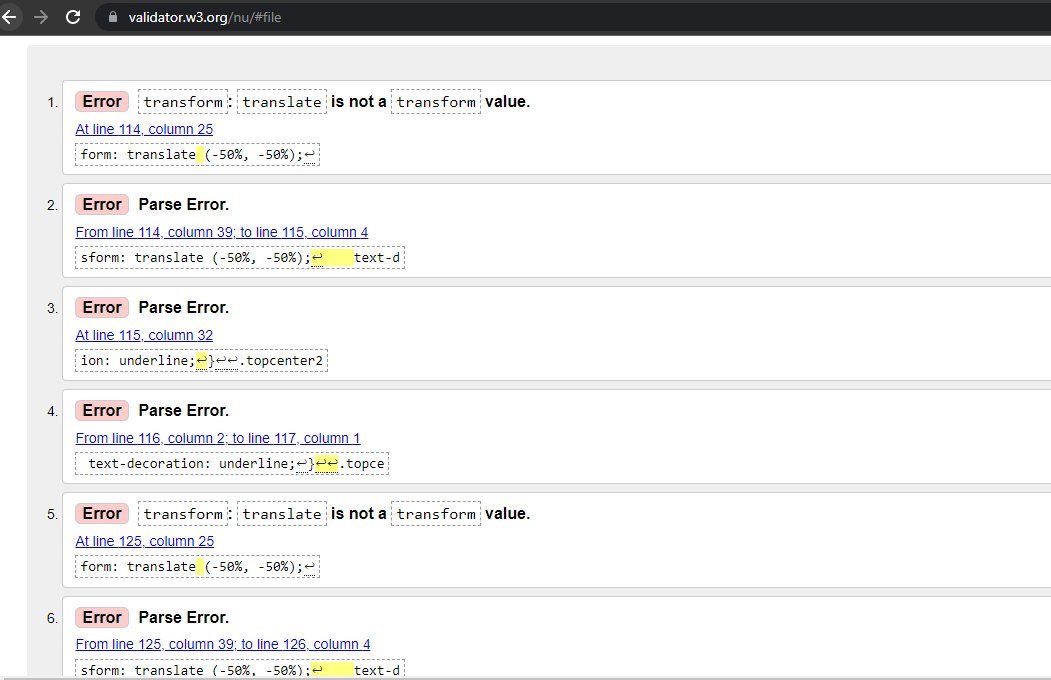 validator.w3.org/nu/#file
1. Error transform: translate is not a transform value.
At line 114, column 25
form: translate (-50%, -50%);↩
2. Error Parse Error.
From line 114, column 39; to line 115, column 4
sform: translate (-50%, -50%);↩    text-d
3. Error Parse Error.
At line 115, column 32
ion: underline;↩}↩↩.topcenter2
4. Error Parse Error.
From line 116, column 2; to line 117, column 1
text-decoration: underline;↩}↩↩.topce
5. Error transform: translate is not a transform value.
At line 125, column 25
form: translate (-50%, -50%);↩
6. Error Parse Error.
From line 125, column 39; to line 126, column 4
sform: translate (-50%, -50%);↩    text-d